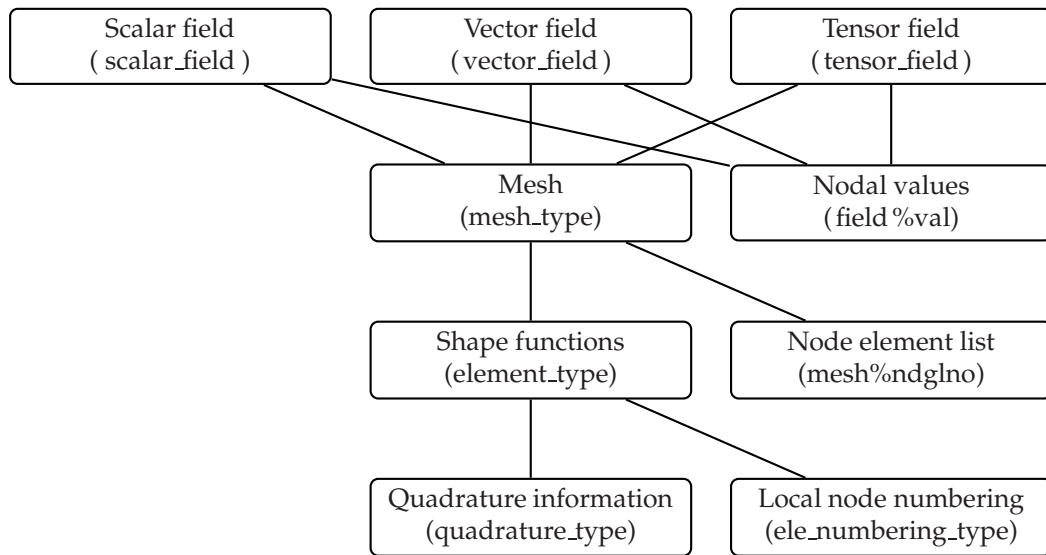 Scalar field
( scalar_field )
Vector field
(vector_field)
Tensor field
(tensor_field )
Mesh
(mesh_type)
Nodal values
(field %val)
Shape functions
(element_type)
Node element list
(mesh%ndglno)
Quadrature information
(quadrature_type)
Local node numbering
(ele_numbering_type)